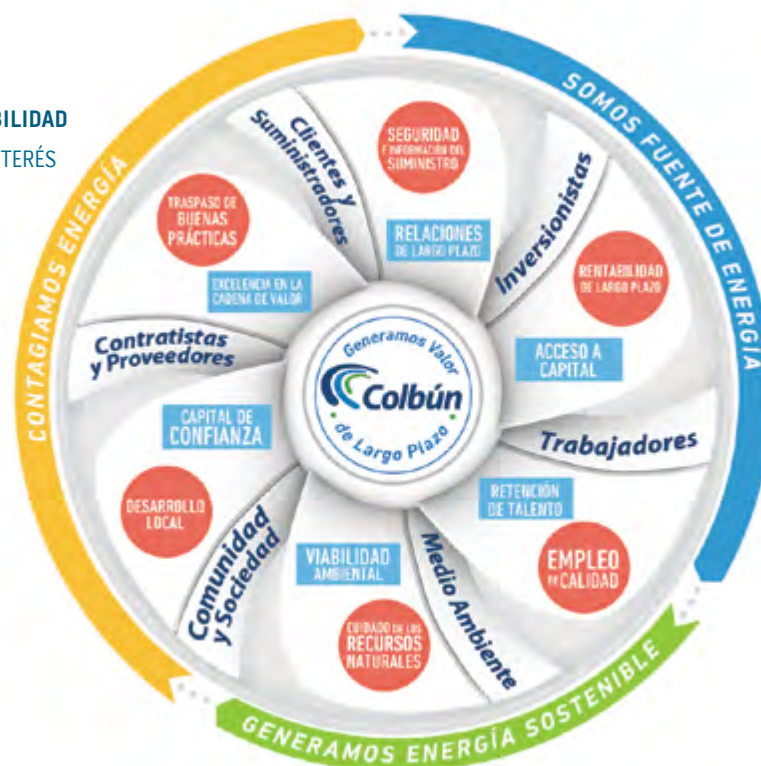 BILIDAD
TERÉS
CONTAGIAMOS ENERGÍA
SOMOS FUENTE DE ENERGÍA
GENERAMOS ENERGÍA SOSTENIBLE
Clientes y
Suministradores
SEGURIDAD
E INFORMACIÓN DEL
SUMINISTRO
RELACIONES
DE LARGO PLAZO
Inversionistas
RENTABILIDAD
DE LARGO PLAZO
ACCESO A
CAPITAL
Trabajadores
RETENCIÓN
DE TALENTO
EMPLEO
DE CALIDAD
Medio Ambiente
VIABILIDAD
AMBIENTAL
CUIDADO DE LOS
RECURSOS
NATURALES
Comunidad
y Sociedad
CAPITAL DE
CONFIANZA
DESARROLLO
LOCAL
Contratistas
y Proveedores
EXCELENCIA EN LA
CADENA DE VALOR
TRASPASO DE
BUENAS
PRÁCTICAS
Generamos Valor
Colbún
de Largo Plazo